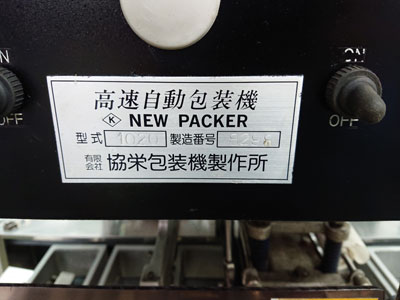 ON
ON
OFF
OFF
高速自動包装機
K NEW PACKER
型式 1020 製造番号
有限会社 協栄包装機製作所